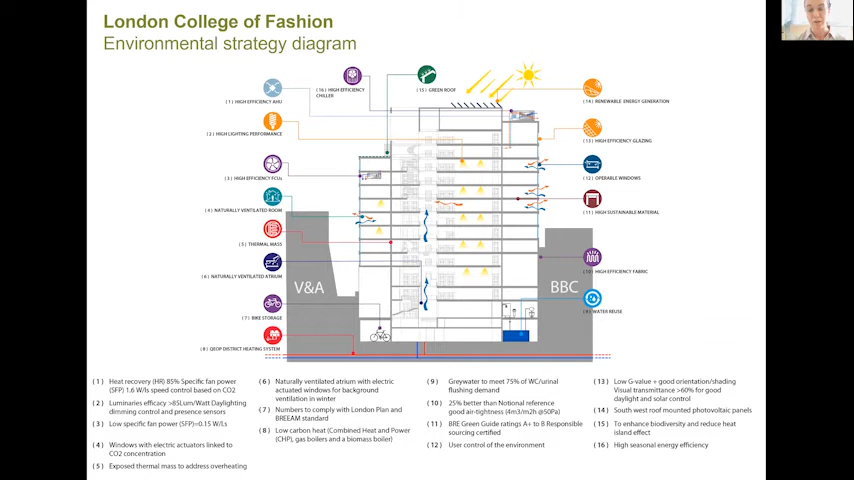 London College of Fashion
Environmental strategy diagram
( 16 ) HIGH EFFICIENCY
CHILLER
( 15 ) GREEN ROOF
( 1 ) HIGH EFFICIENCY AHU
( 14 ) RENEWABLE ENERGY GENERATION
( 2 ) HIGH LIGHTING PERFORMANCE
( 13 ) HIGH EFFICIENCY GLAZING
( 3 ) HIGH EFFICIENCY FCUs
( 12 ) OPERABLE WINDOWS
( 4 ) NATURALLY VENTILATED ROOM
( 11 ) HIGH SUSTAINABLE MATERIAL
( 5 ) THERMAL MASS
( 6 ) NATURALLY VENTILATED ATRIUM
( 10 ) HIGH EFFICIENCY FABRIC
V&A
BBC
( 7 ) BIKE STORAGE
( 9 ) WATER REUSE
( 8 ) QEOP DISTRICT HEATING SYSTEM
( 1 ) Heat recovery (HR) 85% Specific fan power
(SFP) 1.6 W/ls speed control based on CO2
( 2 ) Luminaries efficacy >85Lum/Watt Daylighting
dimming control and presence sensors
( 3 ) Low specific fan power (SFP)=0.15 W/Ls
( 4 ) Windows with electric actuators linked to
CO2 concentration
( 5 ) Exposed thermal mass to address overheating
( 6 ) Naturally ventilated atrium with electric
actuated windows for background
ventilation in winter
( 7 ) Numbers to comply with London Plan and
BREEAM standard
( 8 ) Low carbon heat (Combined Heat and Power
(CHP), gas boilers and a biomass boiler)
( 9 ) Greywater to meet 75% of WC/urinal
flushing demand
( 10 ) 25% better than Notional reference
good air-tightness (4m3/m2h @50Pa)
( 11 ) BRE Green Guide ratings A+ to B Responsible
sourcing certified
( 12 ) User control of the environment
( 13 ) Low G-value + good orientation/shading
Visual transmittance >60% for good
daylight and solar control
( 14 ) South west roof mounted photovoltaic panels
( 15 ) To enhance biodiversity and reduce heat
island effect
( 16 ) High seasonal energy efficiency